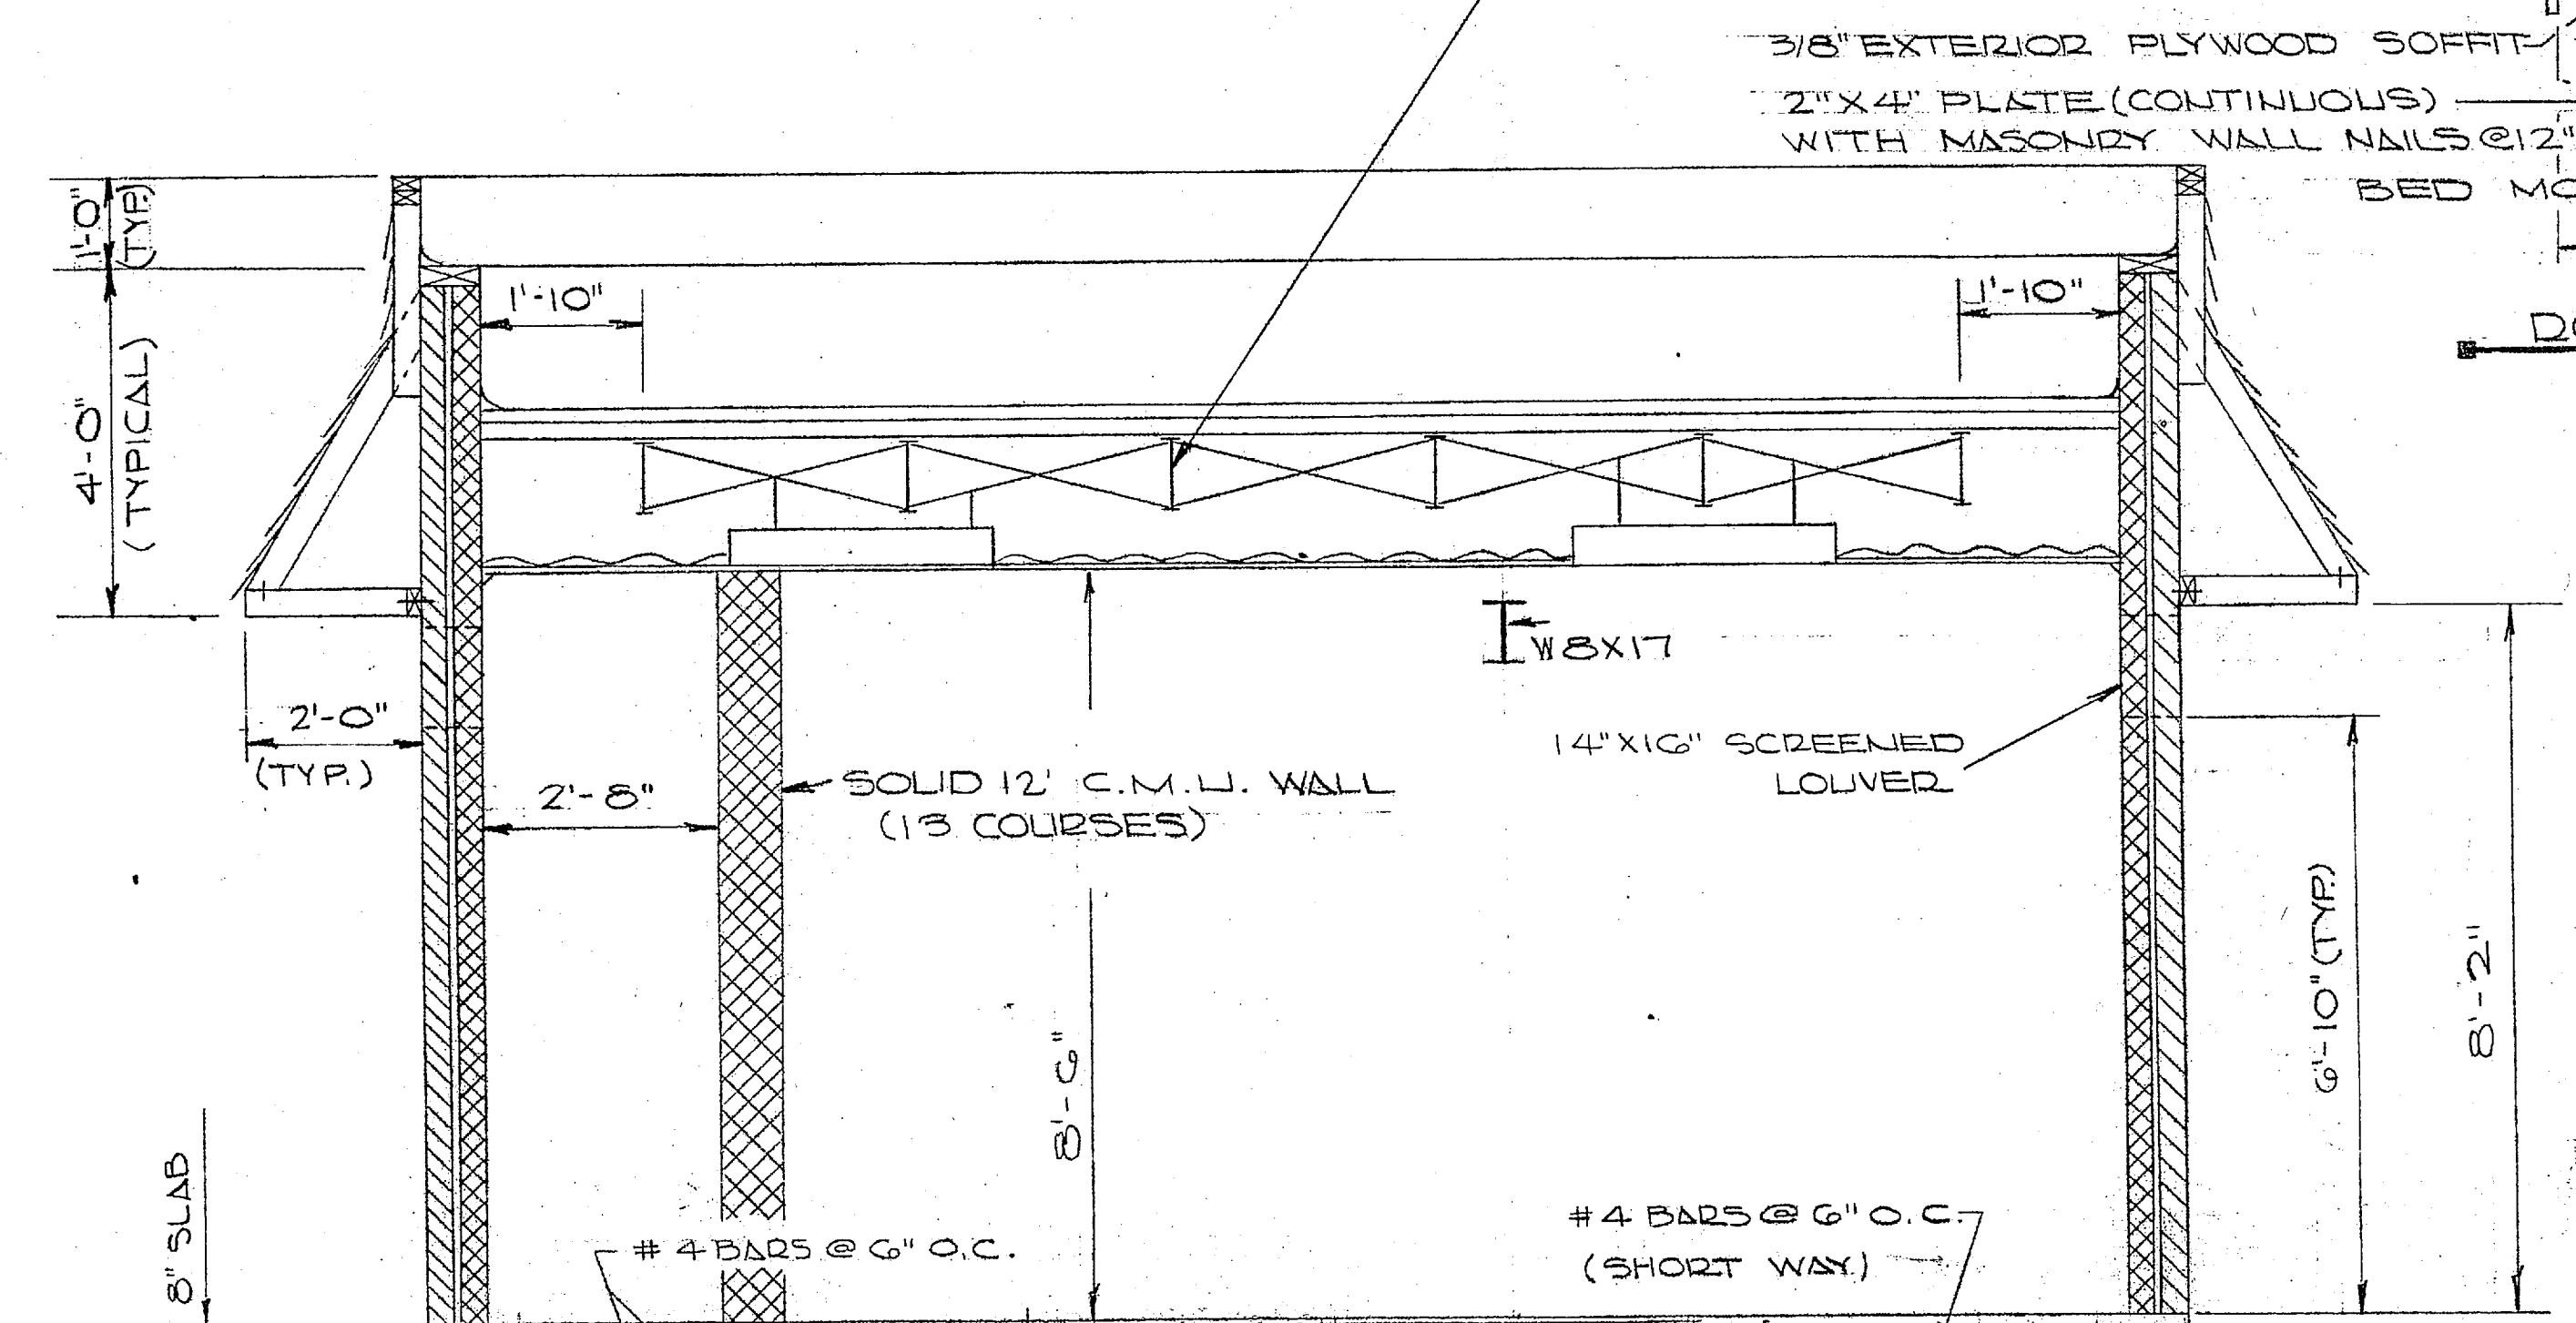 3/8" EXTERIOR PLYWOOD SOFFIT
2"X4" PLATE (CONTINUOUS)
WITH MASONRY WALL NAILS @12"
BED
1'-0"
(TYP.)
1'-10"
1'-10"
4'-0"
(TYPICAL)
W8X17
2'-0"
(TYP.)
14"X16" SCREENED
LOUVER
2'-8"
SOLID 12' C.M.U. WALL
(13 COURSES)
8'-6"
6'-10" (TYP.)
8'-2"
8" SLAB
#4 BARS @ 6" O.C.
#4 BARS @ 6" O.C.
(SHORT WAY)